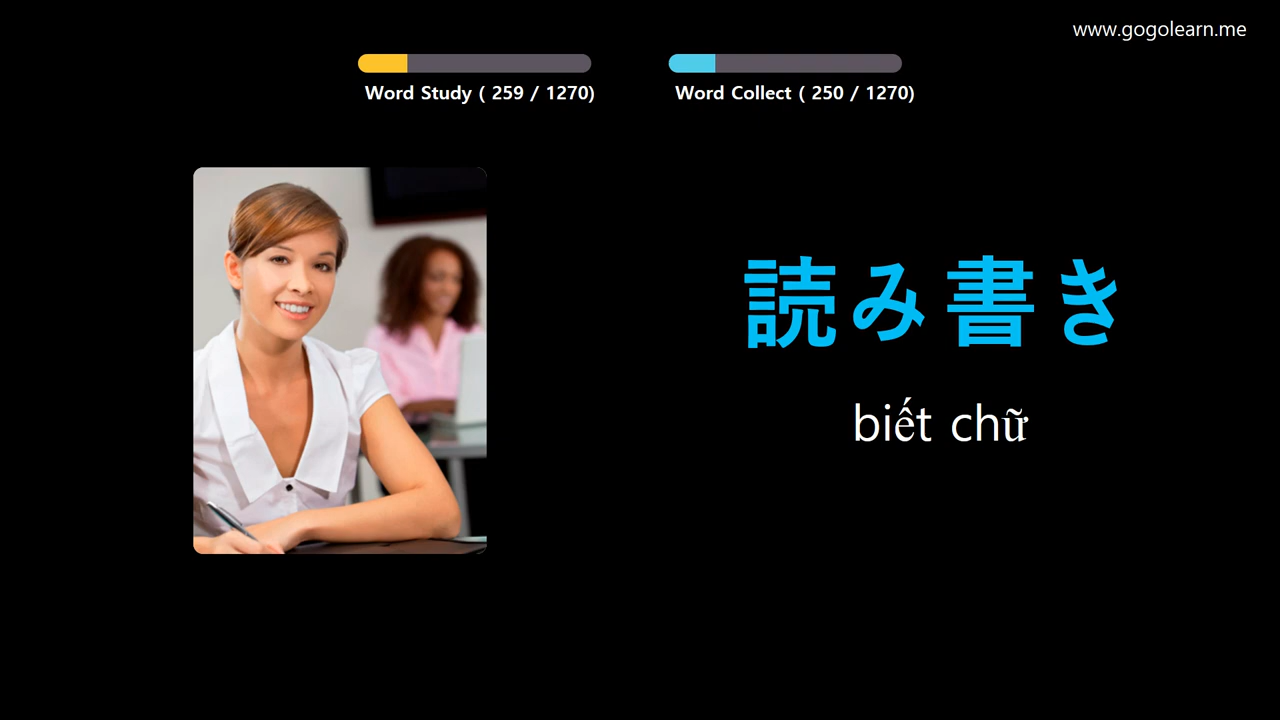 www.gogolearn.me
Word Study ( 259 / 1270)
Word Collect ( 250 / 1270)
読み書き
biết chữ